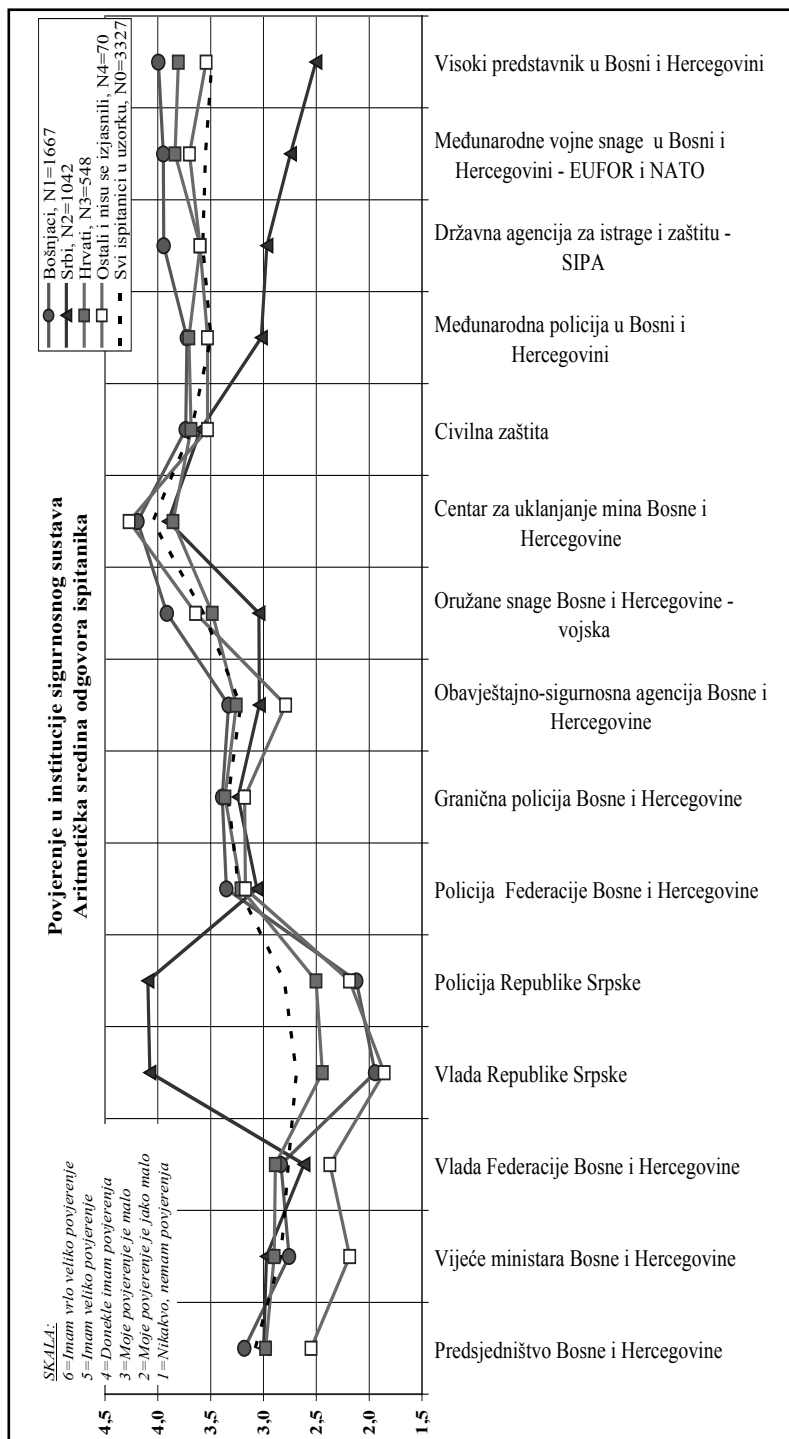 Povjerenje u institucije sigurnosnog sustava
Aritmetička sredina odgovora ispitanika
Bošnjaci, N1=1667
Srbi, N2=1042
Hrvati, N3=548
Ostali i nisu se izjasnili, N4=70
Svi ispitanici u uzorku, N0=3327
SKALA:
6=Imam vrlo veliko povjerenje
5=Imam veliko povjerenje
4=Donekle imam povjerenja
3=Moje povjerenje je malo
2=Moje povjerenje je jako malo
1=Nikakvo, nemam povjerenja
4,5
4,0
3,5
3,0
2,5
2,0
1,5
Visoki predstavnik u Bosni i Hercegovini
Međunarodne vojne snage u Bosni i
Hercegovini - EUFOR i NATO
Državna agencija za istrage i zaštitu -
SIPA
Međunarodna policija u Bosni i
Hercegovini
Civilna zaštita
Centar za uklanjanje mina Bosne i
Hercegovine
Oružane snage Bosne i Hercegovine -
vojska
Obavještajno-sigurnosna agencija Bosne i
Hercegovine
Granična policija Bosne i Hercegovine
Policija Federacije Bosne i Hercegovine
Policija Republike Srpske
Vlada Republike Srpske
Vlada Federacije Bosne i Hercegovine
Vijeće ministara Bosne i Hercegovine
Predsjedništvo Bosne i Hercegovine